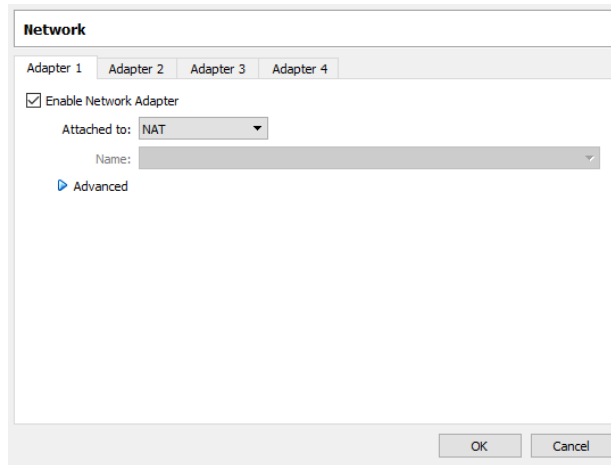 Network
Adapter 1 Adapter 2 Adapter 3 Adapter 4
Enable Network Adapter
Attached to: NAT
Name:
Advanced
OK Cancel